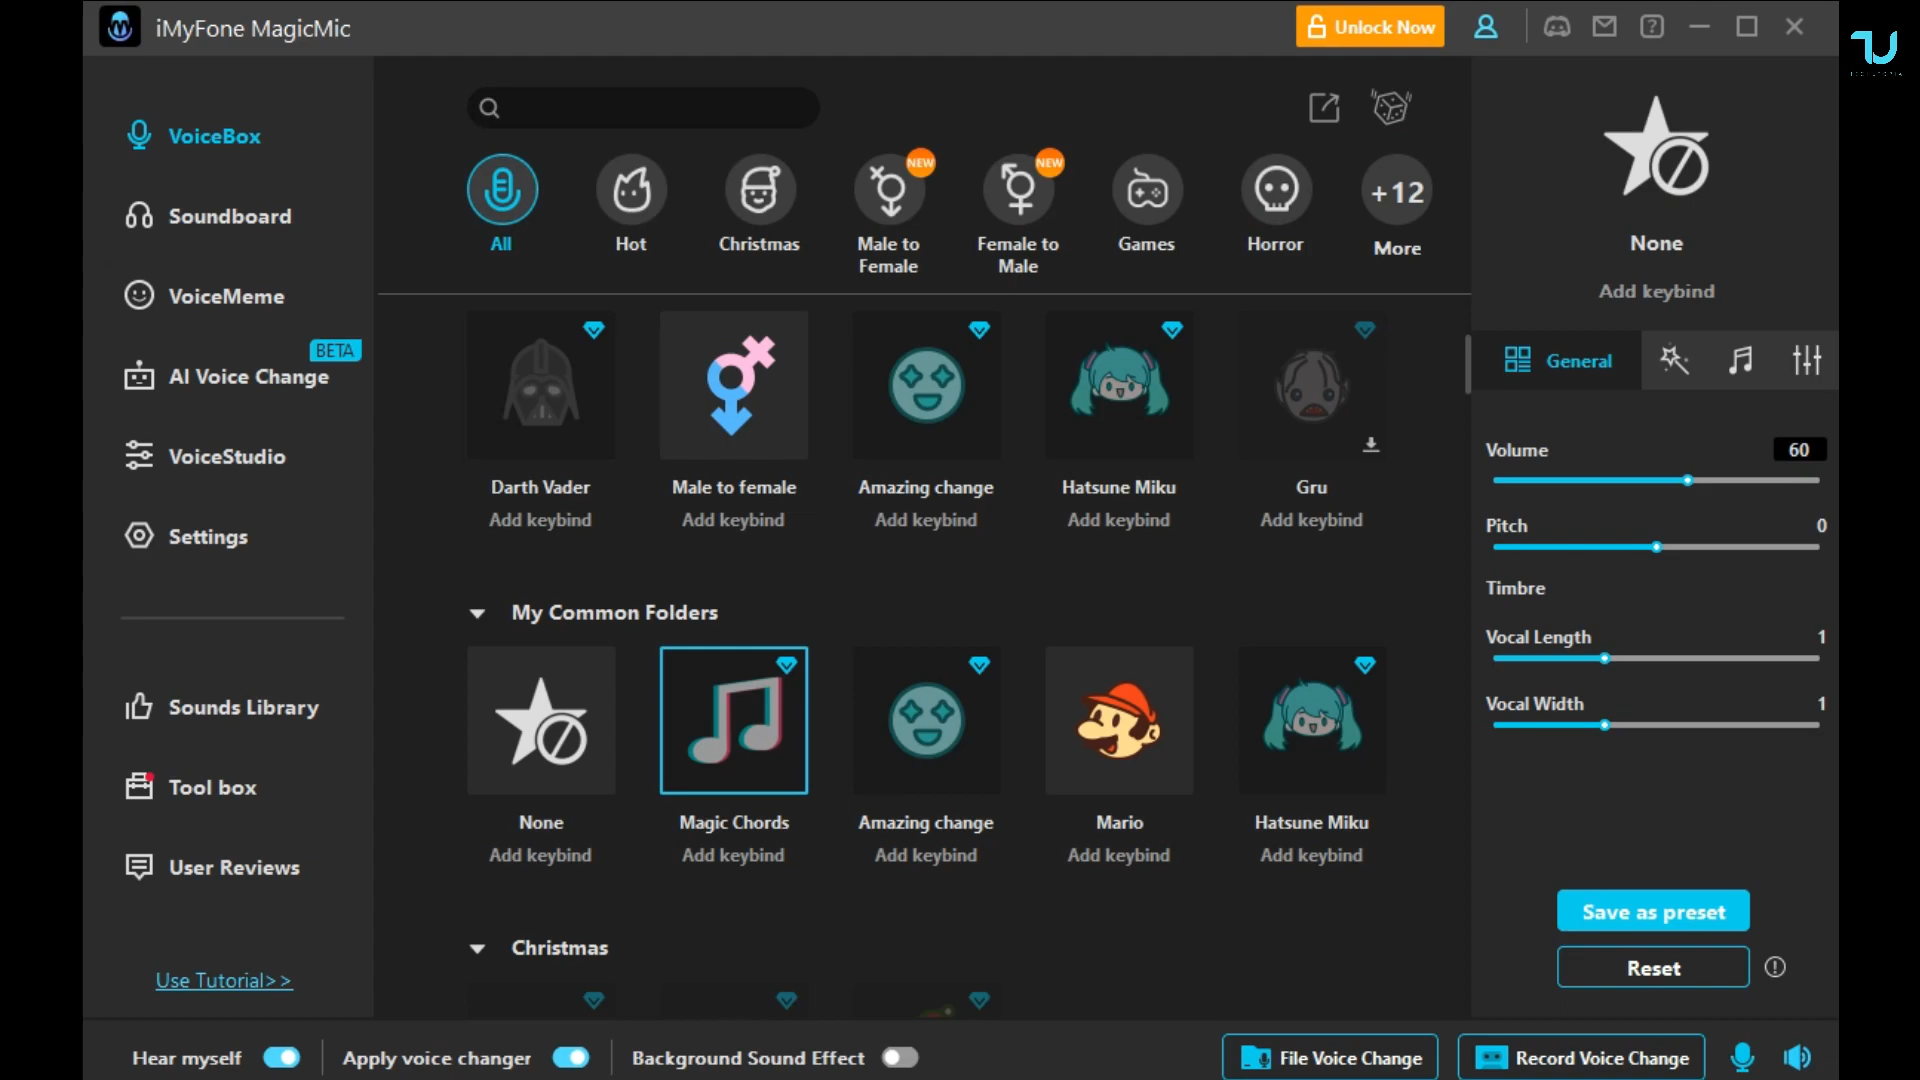 iMyFone MagicMic
Unlock Now
VoiceBox
Soundboard
VoiceMeme
BETA
AI Voice Change
VoiceStudio
Settings
Sounds Library
Tool box
User Reviews
Use Tutorial>>
All
Hot
Christmas
NEW
Male to
Female
NEW
Female to
Male
Games
Horror
+12
More
Darth Vader
Male to female
Amazing change
Hatsune Miku
Gru
Add keybind
Add keybind
Add keybind
Add keybind
Add keybind
My Common Folders
None
Magic Chords
Amazing change
Mario
Hatsune Miku
Add keybind
Add keybind
Add keybind
Add keybind
Add keybind
Christmas
None
Add keybind
General
Volume 60
Pitch 0
Timbre
Vocal Length 1
Vocal Width 1
Save as preset
Reset
Hear myself
Apply voice changer
Background Sound Effect
File Voice Change
Record Voice Change